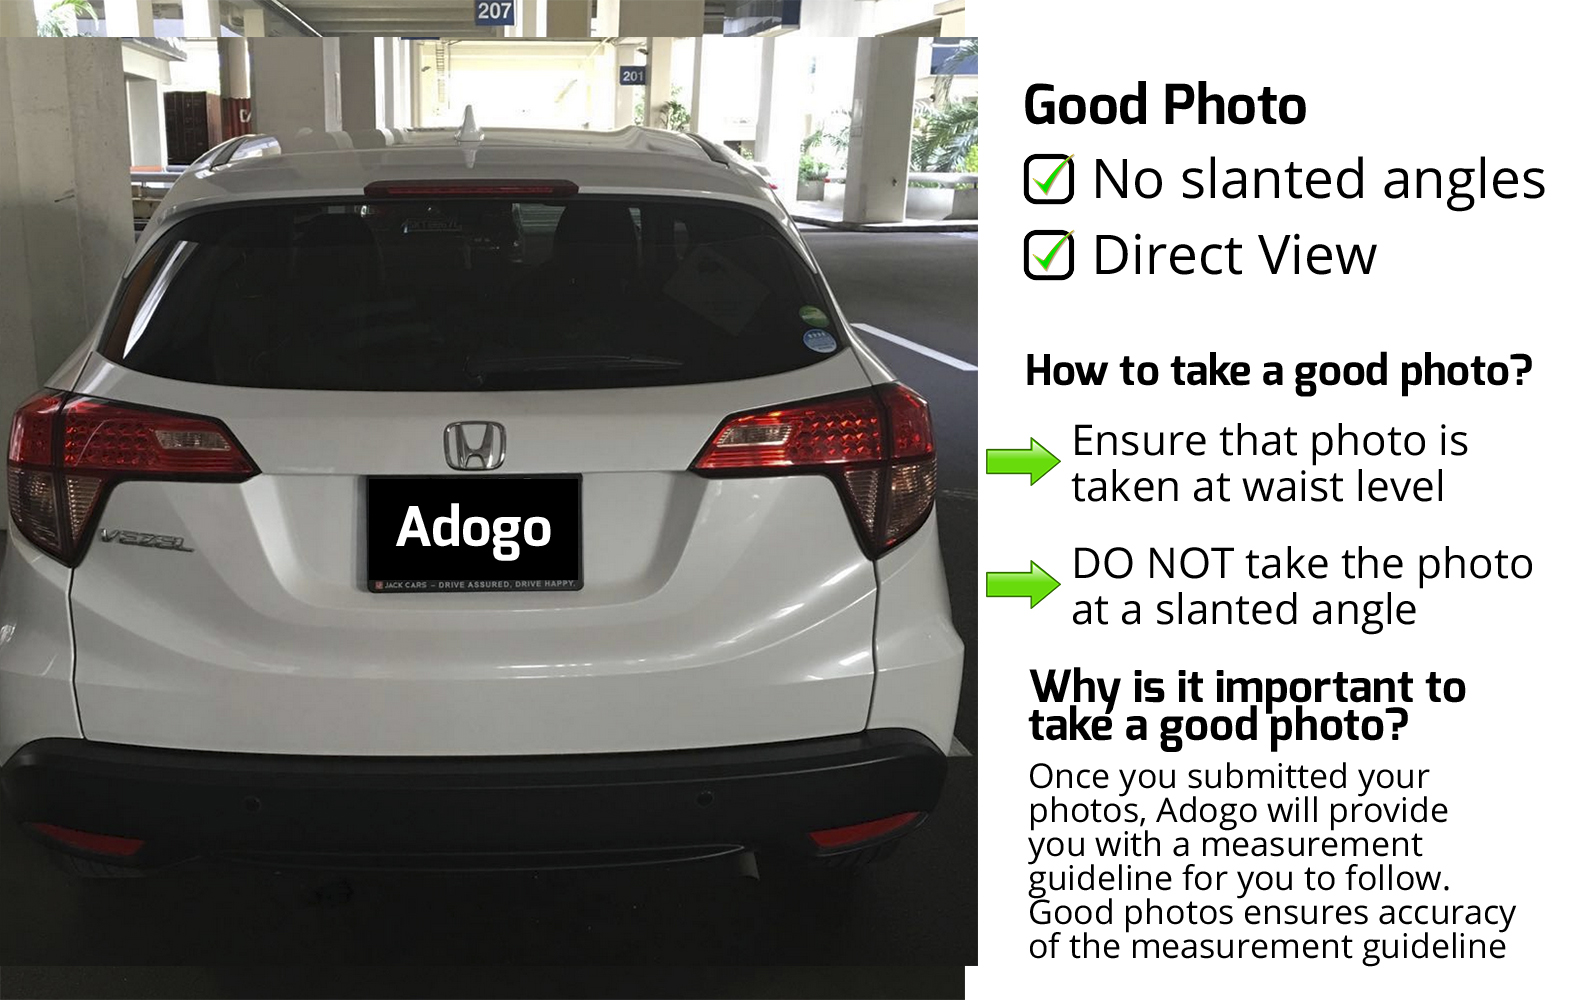 207
201
VEZEL
Adogo
JACK CARS – DRIVE ASSURED, DRIVE HAPPY.
Good Photo
No slanted angles
Direct View
How to take a good photo?
Ensure that photo is
taken at waist level
DO NOT take the photo
at a slanted angle
Why is it important to
take a good photo?
Once you submitted your
photos, Adogo will provide
you with a measurement
guideline for you to follow.
Good photos ensures accuracy
of the measurement guideline